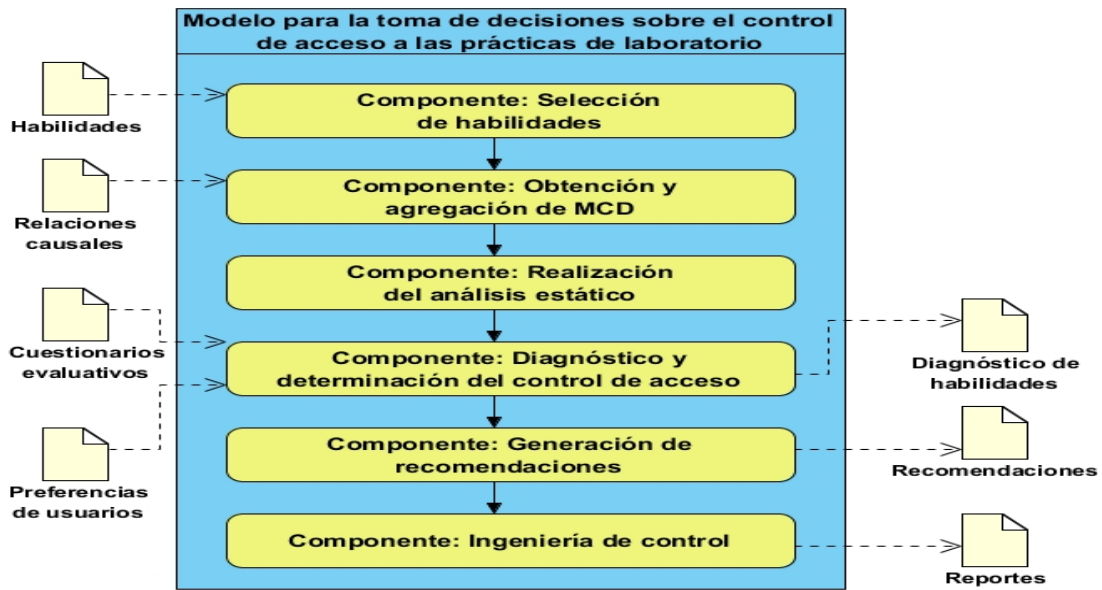 Modelo para la toma de decisiones sobre el control
de acceso a las prácticas de laboratorio
Habilidades
Componente: Selección
de habilidades
Relaciones
causales
Componente: Obtención y
agregación de MCD
Componente: Realización
del análisis estático
Cuestionarios
evaluativos
Componente: Diagnóstico y
determinación del control de acceso
Diagnóstico de
habilidades
Preferencias
de usuarios
Componente: Generación de
recomendaciones
Recomendaciones
Componente: Ingeniería de control
Reportes